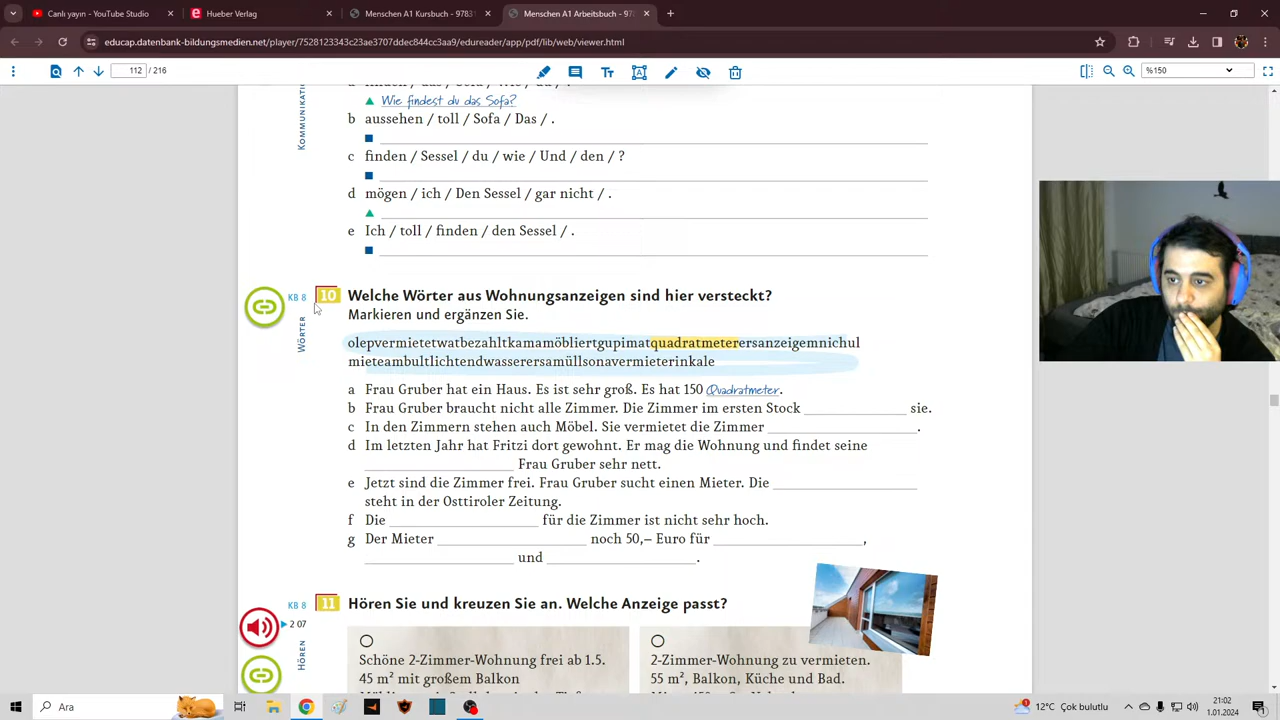 Canlı yayın - YouTube Studio
Hueber Verlag
Menschen A1 Kursbuch - 9783
Menschen A1 Arbeitsbuch - 978
educap.datenbank-bildungsmedien.net/player/7528123343c23ae3707ddec844cc3aa9/edureader/app/pdf/lib/web/viewer.html
112 / 216
%150
▲ Wie findest du das Sofa?
b aussehen / toll / Sofa / Das / .
c finden / Sessel / du / wie / Und / den / ?
d mögen / ich / Den Sessel / gar nicht / .
e Ich / toll / finden / den Sessel / .
KB 8 10 Welche Wörter aus Wohnungsanzeigen sind hier versteckt?
WÖRTER
Markieren und ergänzen Sie.
olepvermietetwatbezahltkamamöbliertgupimatquadratmeterersanzeigemnichul
mieteambultlichtendwasserersamüllsonavermieterinkale
a Frau Gruber hat ein Haus. Es ist sehr groß. Es hat 150 Quadratmeter.
b Frau Gruber braucht nicht alle Zimmer. Die Zimmer im ersten Stock ____ sie.
c In den Zimmern stehen auch Möbel. Sie vermietet die Zimmer ____.
d Im letzten Jahr hat Fritzi dort gewohnt. Er mag die Wohnung und findet seine
____ Frau Gruber sehr nett.
e Jetzt sind die Zimmer frei. Frau Gruber sucht einen Mieter. Die ____
steht in der Osttiroler Zeitung.
f Die ____ für die Zimmer ist nicht sehr hoch.
g Der Mieter ____ noch 50,– Euro für ____,
____ und ____.
KB 8 11 Hören Sie und kreuzen Sie an. Welche Anzeige passt?
▶ 2 07
HÖREN
Schöne 2-Zimmer-Wohnung frei ab 1.5.
45 m² mit großem Balkon
2-Zimmer-Wohnung zu vermieten.
55 m², Balkon, Küche und Bad.
Ara
12°C Çok bulutlu
21:02
1.01.2024